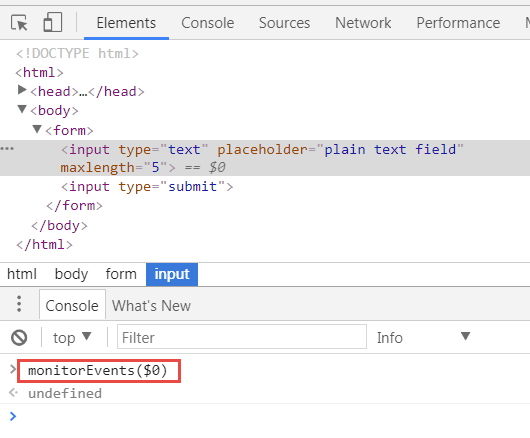 Elements Console Sources Network Performance M
<!DOCTYPE html>
<html>
<head>…</head>
<body>
<form>
… <input type="text" placeholder="plain text field"
maxlength="5"> == $0
<input type="submit">
</form>
</body>
</html>
html body form input
Console What's New
top Filter Info
> monitorEvents($0)
undefined
>